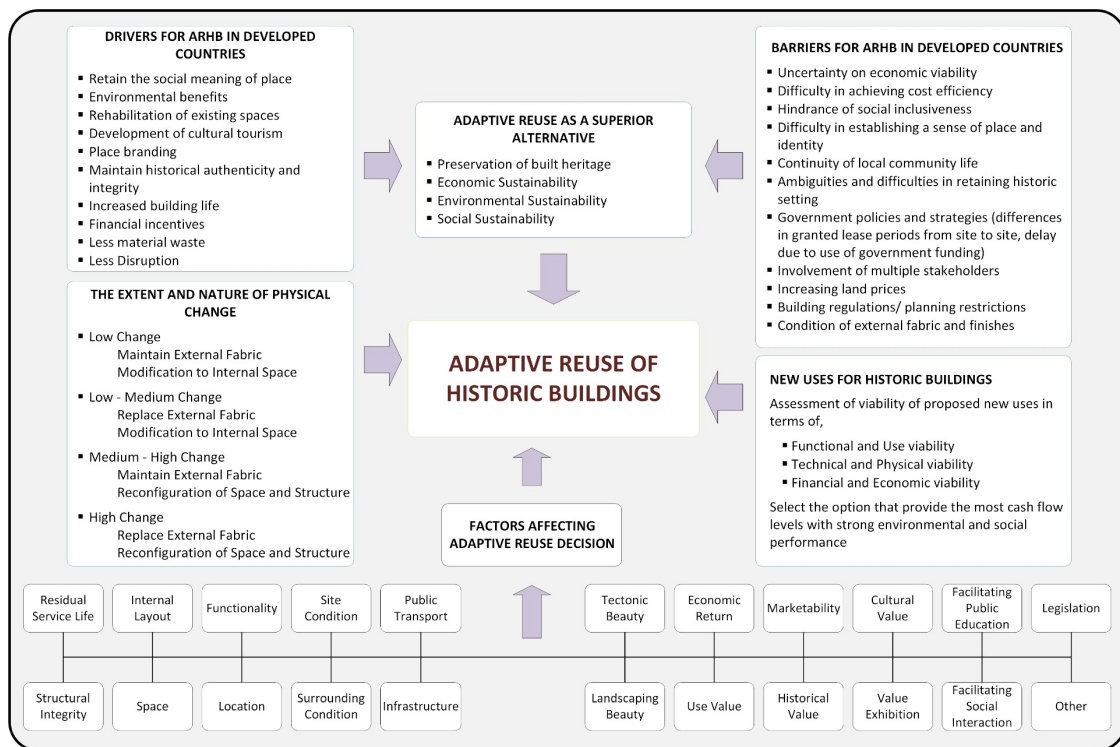 DRIVERS FOR ARHB IN DEVELOPED
COUNTRIES
▪ Retain the social meaning of place
▪ Environmental benefits
▪ Rehabilitation of existing spaces
▪ Development of cultural tourism
▪ Place branding
▪ Maintain historical authenticity and
integrity
▪ Increased building life
▪ Financial incentives
▪ Less material waste
▪ Less Disruption
ADAPTIVE REUSE AS A SUPERIOR
ALTERNATIVE
▪ Preservation of built heritage
▪ Economic Sustainability
▪ Environmental Sustainability
▪ Social Sustainability
BARRIERS FOR ARHB IN DEVELOPED COUNTRIES
▪ Uncertainty on economic viability
▪ Difficulty in achieving cost efficiency
▪ Hindrance of social inclusiveness
▪ Difficulty in establishing a sense of place and
identity
▪ Continuity of local community life
▪ Ambiguities and difficulties in retaining historic
setting
▪ Government policies and strategies (differences
in granted lease periods from site to site, delay
due to use of government funding)
▪ Involvement of multiple stakeholders
▪ Increasing land prices
▪ Building regulations/ planning restrictions
▪ Condition of external fabric and finishes
THE EXTENT AND NATURE OF PHYSICAL
CHANGE
▪ Low Change
Maintain External Fabric
Modification to Internal Space
▪ Low - Medium Change
Replace External Fabric
Modification to Internal Space
▪ Medium - High Change
Maintain External Fabric
Reconfiguration of Space and Structure
▪ High Change
Replace External Fabric
Reconfiguration of Space and Structure
ADAPTIVE REUSE OF
HISTORIC BUILDINGS
NEW USES FOR HISTORIC BUILDINGS
Assessment of viability of proposed new uses in
terms of,
▪ Functional and Use viability
▪ Technical and Physical viability
▪ Financial and Economic viability
Select the option that provide the most cash flow
levels with strong environmental and social
performance
FACTORS AFFECTING
ADAPTIVE REUSE DECISION
Residual
Service Life
Internal
Layout
Functionality
Site
Condition
Public
Transport
Tectonic
Beauty
Economic
Return
Marketability
Cultural
Value
Facilitating
Public
Education
Legislation
Structural
Integrity
Space
Location
Surrounding
Condition
Infrastructure
Landscaping
Beauty
Use Value
Historical
Value
Value
Exhibition
Facilitating
Social
Interaction
Other